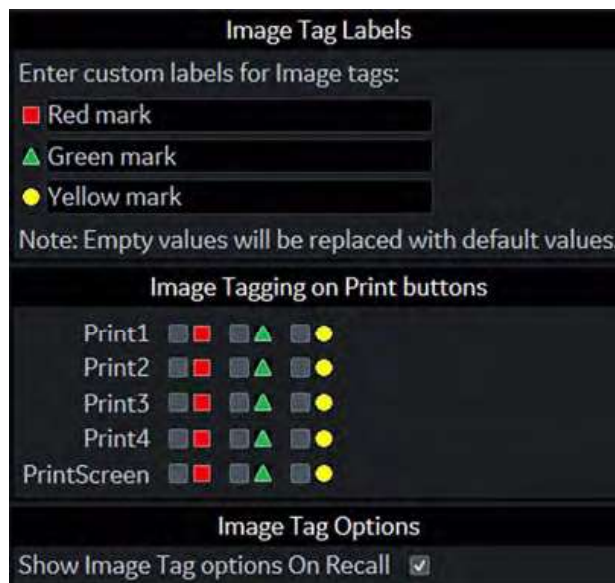 Image Tag Labels
Enter custom labels for Image tags:
Red mark
Green mark
Yellow mark
Note: Empty values will be replaced with default values.
Image Tagging on Print buttons
Print1
Print2
Print3
Print4
PrintScreen
Image Tag Options
Show Image Tag options On Recall